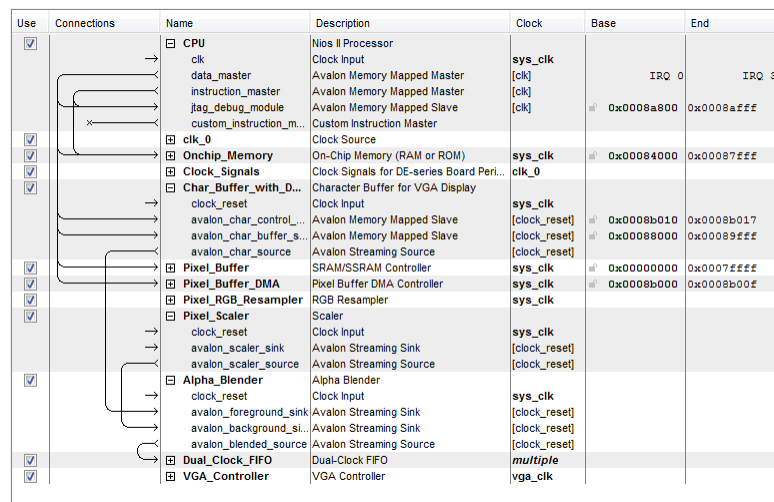 Use Connections Name Description Clock Base End
CPU Nios II Processor
clk Clock Input sys_clk
data_master Avalon Memory Mapped Master [clk] IRQ 0 IRQ 3
instruction_master Avalon Memory Mapped Master [clk]
jtag_debug_module Avalon Memory Mapped Slave [clk] 0x0008a800 0x0008afff
custom_instruction_m... Custom Instruction Master
clk_0 Clock Source
Onchip_Memory On-Chip Memory (RAM or ROM) sys_clk 0x00084000 0x00087fff
Clock_Signals Clock Signals for DE-series Board Peri... clk_0
Char_Buffer_with_D... Character Buffer for VGA Display
clock_reset Clock Input sys_clk
avalon_char_control_... Avalon Memory Mapped Slave [clock_reset] 0x0008b010 0x0008b017
avalon_char_buffer_s... Avalon Memory Mapped Slave [clock_reset] 0x00088000 0x00089fff
avalon_char_source Avalon Streaming Source [clock_reset]
Pixel_Buffer SRAM/SSRAM Controller sys_clk 0x00000000 0x0007ffff
Pixel_Buffer_DMA Pixel Buffer DMA Controller sys_clk 0x0008b000 0x0008b00f
Pixel_RGB_Resampler RGB Resampler sys_clk
Pixel_Scaler Scaler
clock_reset Clock Input sys_clk
avalon_scaler_sink Avalon Streaming Sink [clock_reset]
avalon_scaler_source Avalon Streaming Source [clock_reset]
Alpha_Blender Alpha Blender
clock_reset Clock Input sys_clk
avalon_foreground_sink Avalon Streaming Sink [clock_reset]
avalon_background_si... Avalon Streaming Sink [clock_reset]
avalon_blended_source Avalon Streaming Source [clock_reset]
Dual_Clock_FIFO Dual-Clock FIFO multiple
VGA_Controller VGA Controller vga_clk